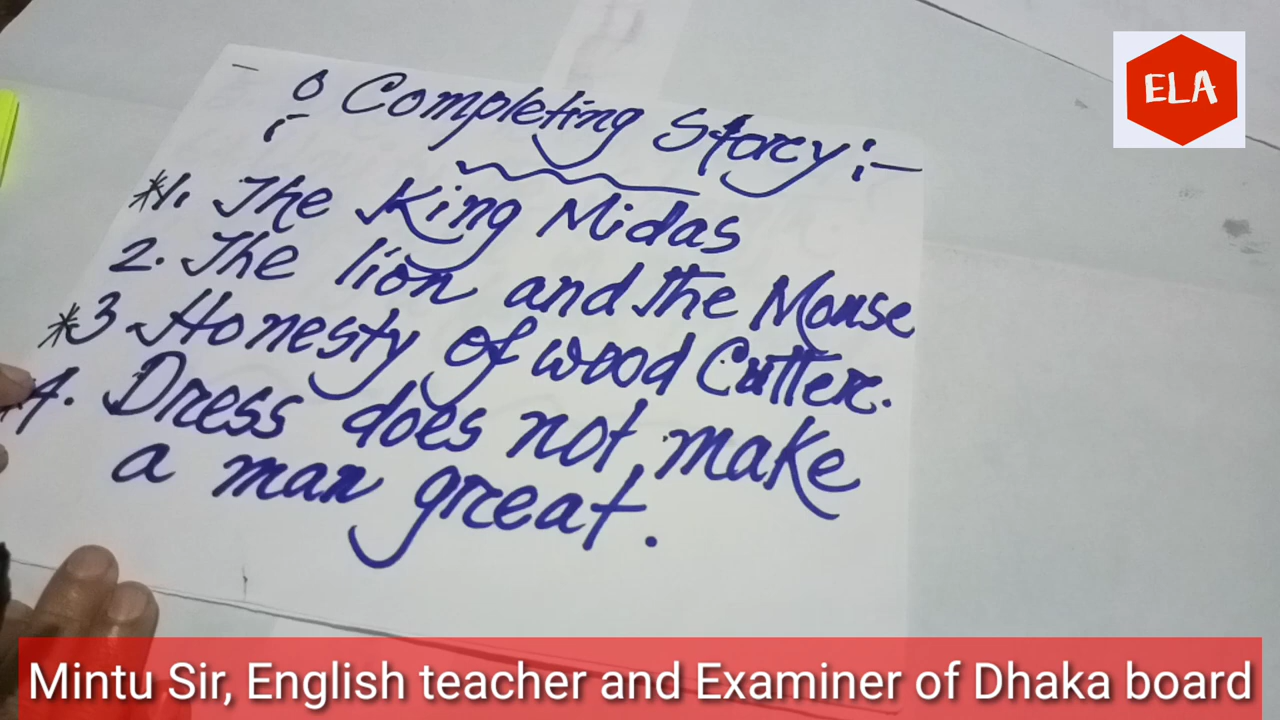 Completing Story:-
ELA
*1. The King Midas
2. The lion and the Mouse
*3 Honesty of wood Cutter.
4. Dress does not make
a man great.
Mintu Sir, English teacher and Examiner of Dhaka board